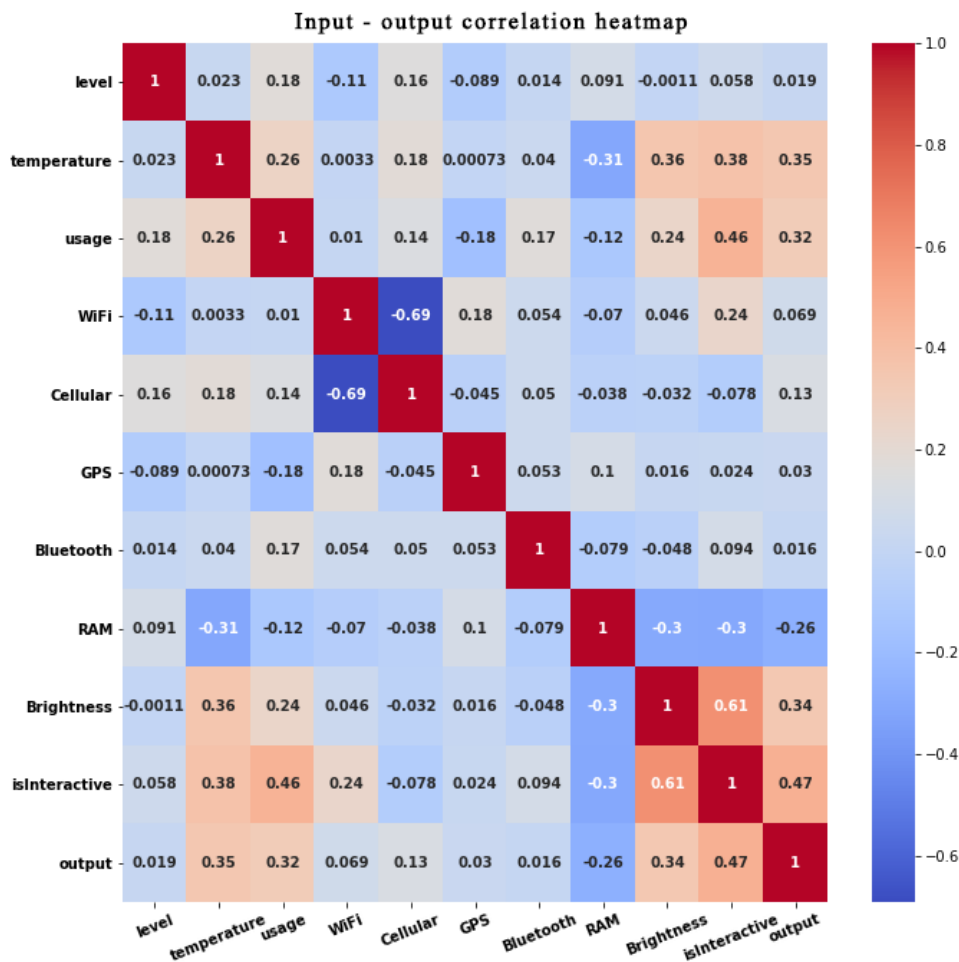 Input - output correlation heatmap
level 1 0.023 0.18 -0.11 0.16 -0.089 0.014 0.091 -0.0011 0.058 0.019
temperature 0.023 1 0.26 0.0033 0.18 0.00073 0.04 -0.31 0.36 0.38 0.35
usage 0.18 0.26 1 0.01 0.14 -0.18 0.17 -0.12 0.24 0.46 0.32
WiFi -0.11 0.0033 0.01 1 -0.69 0.18 0.054 -0.07 0.046 0.24 0.069
Cellular 0.16 0.18 0.14 -0.69 1 -0.045 0.05 -0.038 -0.032 -0.078 0.13
GPS -0.089 0.00073 -0.18 0.18 -0.045 1 0.053 0.1 0.016 0.024 0.03
Bluetooth 0.014 0.04 0.17 0.054 0.05 0.053 1 -0.079 -0.048 0.094 0.016
RAM 0.091 -0.31 -0.12 -0.07 -0.038 0.1 -0.079 1 -0.3 -0.3 -0.26
Brightness -0.0011 0.36 0.24 0.046 -0.032 0.016 -0.048 -0.3 1 0.61 0.34
isInteractive 0.058 0.38 0.46 0.24 -0.078 0.024 0.094 -0.3 0.61 1 0.47
output 0.019 0.35 0.32 0.069 0.13 0.03 0.016 -0.26 0.34 0.47 1
level temperature usage WiFi Cellular GPS Bluetooth RAM Brightness isInteractive output
1.0
0.8
0.6
0.4
0.2
0.0
−0.2
−0.4
−0.6